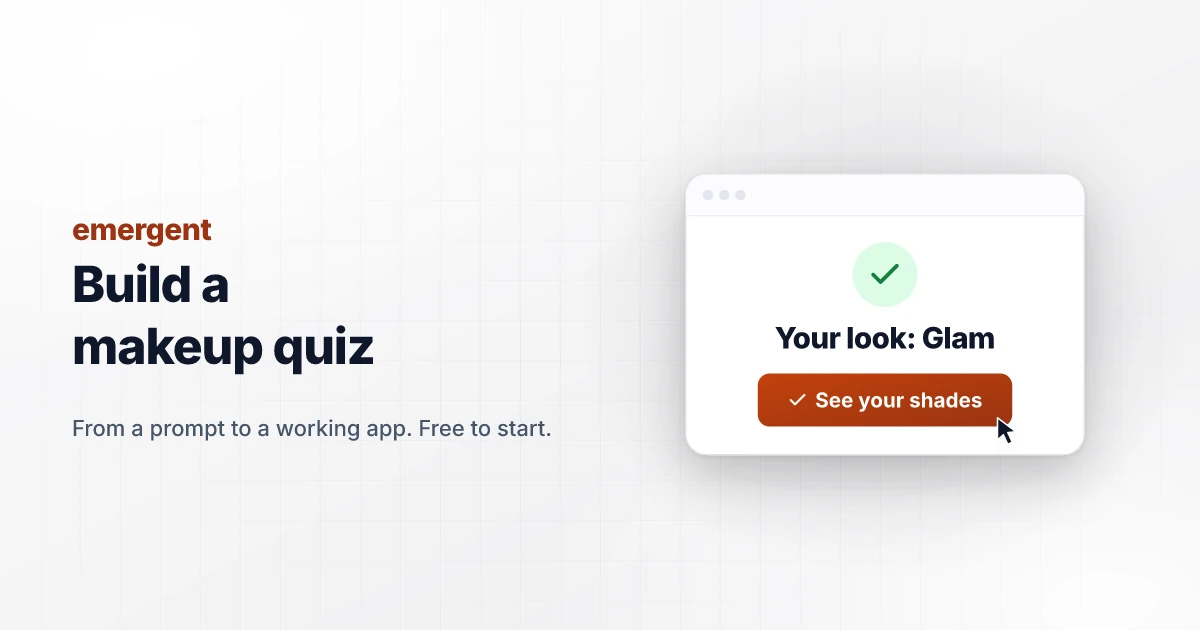 emergent
Build a
makeup quiz
From a prompt to a working app. Free to start.
Your look: Glam
See your shades